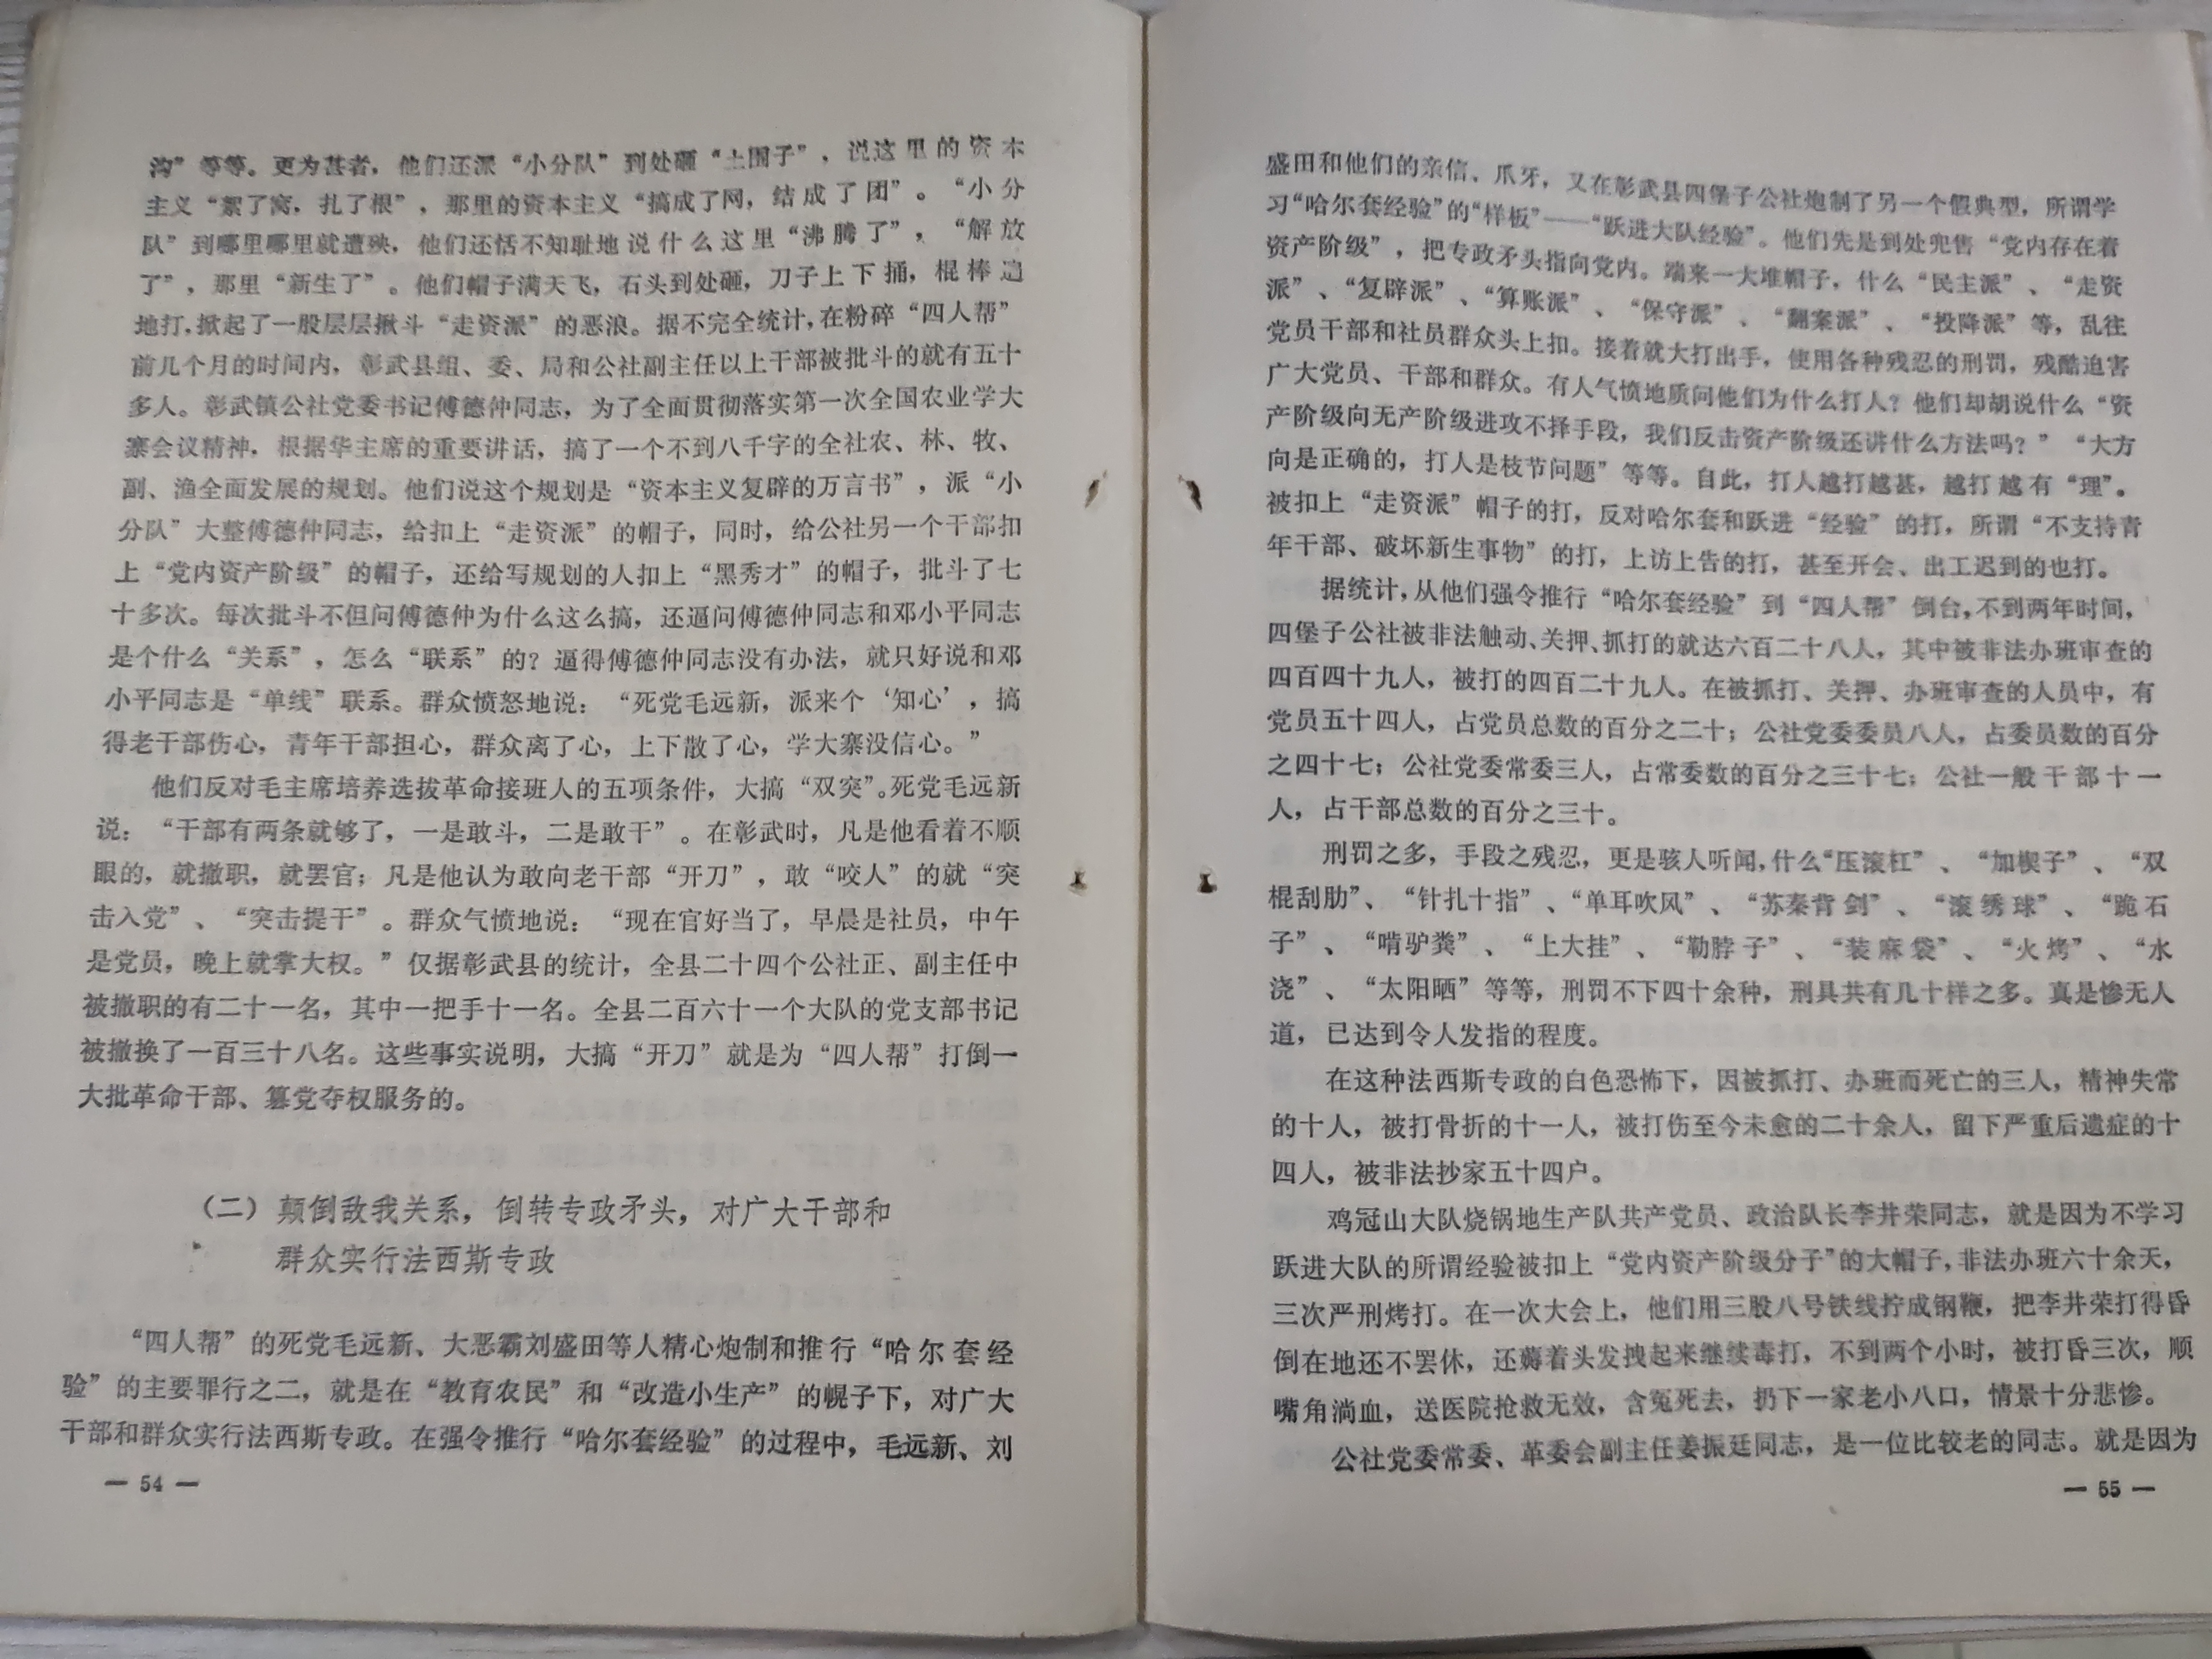 沟”等等。更为甚者，他们还派“小分队”到处砸“土围子”，说这里的资本
主义“絮了窝，扎了根”，那里的资本主义“搞成了网，结成了团”。“小分
队”到哪里哪里就遭殃，他们还恬不知耻地说什么这里“沸腾了”，“解放
了”，那里“新生了”。他们帽子满天飞，石头到处砸，刀子上下捅，棍棒遍
地打，掀起了一股层层揪斗“走资派”的恶浪。据不完全统计，在粉碎“四人帮”
前几个月的时间内，彰武县组、委、局和公社副主任以上干部被批斗的就有五十
多人。彰武镇公社党委书记傅德仲同志，为了全面贯彻落实第一次全国农业学大
寨会议精神，根据华主席的重要讲话，搞了一个不到八千字的全社农、林、牧、
副、渔全面发展的规划。他们说这个规划是“资本主义复辟的万言书”，派“小
分队”大整傅德仲同志，给扣上“走资派”的帽子，同时，给公社另一个干部扣
上“党内资产阶级”的帽子，还给写规划的人扣上“黑秀才”的帽子，批斗了七
十多次。每次批斗不但问傅德仲为什么这么搞，还逼问傅德仲同志和邓小平同志
是个什么“关系”，怎么“联系”的？逼得傅德仲同志没有办法，就只好说和邓
小平同志是“单线”联系。群众愤怒地说：“死党毛远新，派来个‘知心’，搞
得老干部伤心，青年干部担心，群众离了心，上下散了心，学大寨没信心。”
他们反对毛主席培养选拔革命接班人的五项条件，大搞“双突”。死党毛远新
说：“干部有两条就够了，一是敢斗，二是敢干”。在彰武时，凡是他看着不顺
眼的，就撤职，就罢官；凡是他认为敢向老干部“开刀”，敢“咬人”的就“突
击入党”、“突击提干”。群众气愤地说：“现在官好当了，早晨是社员，中午
是党员，晚上就掌大权。”仅据彰武县的统计，全县二十四个公社正、副主任中
被撤职的有二十一名，其中一把手十一名。全县二百六十一个大队的党支部书记
被撤换了一百三十八名。这些事实说明，大搞“开刀”就是为“四人帮”打倒一
大批革命干部、篡党夺权服务的。
（二）颠倒敌我关系，倒转专政矛头，对广大干部和
群众实行法西斯专政
“四人帮”的死党毛远新、大恶霸刘盛田等人精心炮制和推行“哈尔套经
验”的主要罪行之二，就是在“教育农民”和“改造小生产”的幌子下，对广大
干部和群众实行法西斯专政。在强令推行“哈尔套经验”的过程中，毛远新、刘
— 54 —
盛田和他们的亲信、爪牙，又在彰武县四堡子公社炮制了另一个假典型，所谓学
习“哈尔套经验”的“样板”——“跃进大队经验”。他们先是到处兜售“党内存在着
资产阶级”，把专政矛头指向党内。端来一大堆帽子，什么“民主派”、“走资
派”、“复辟派”、“算账派”、“保守派”、“翻案派”、“投降派”等，乱往
党员干部和社员群众头上扣。接着就大打出手，使用各种残忍的刑罚，残酷迫害
广大党员、干部和群众。有人气愤地质问他们为什么打人？他们却胡说什么“资
产阶级向无产阶级进攻不择手段，我们反击资产阶级还讲什么方法吗？”“大方
向是正确的，打人是枝节问题”等等。自此，打人越打越甚，越打越有“理”。
被扣上“走资派”帽子的打，反对哈尔套和跃进“经验”的打，所谓“不支持青
年干部、破坏新生事物”的打，上访上告的打，甚至开会、出工迟到的也打。
据统计，从他们强令推行“哈尔套经验”到“四人帮”倒台，不到两年时间，
四堡子公社被非法触动、关押、抓打的就达六百二十八人，其中被非法办班审查的
四百四十九人，被打的四百二十九人。在被抓打、关押、办班审查的人员中，有
党员五十四人，占党员总数的百分之二十；公社党委委员八人，占委员数的百分
之四十七；公社党委常委三人，占常委数的百分之三十七；公社一般干部十一
人，占干部总数的百分之三十。
刑罚之多，手段之残忍，更是骇人听闻，什么“压滚杠”、“加楔子”、“双
棍刮肋”、“针扎十指”、“单耳吹风”、“苏秦背剑”、“滚绣球”、“跪石
子”、“啃驴粪”、“上大挂”、“勒脖子”、“装麻袋”、“火烤”、“水
浇”、“太阳晒”等等，刑罚不下四十余种，刑具共有几十样之多。真是惨无人
道，已达到令人发指的程度。
在这种法西斯专政的白色恐怖下，因被抓打、办班而死亡的三人，精神失常
的十人，被打骨折的十一人，被打伤至今未愈的二十余人，留下严重后遗症的十
四人，被非法抄家五十四户。
鸡冠山大队烧锅地生产队共产党员、政治队长李井荣同志，就是因为不学习
跃进大队的所谓经验被扣上“党内资产阶级分子”的大帽子，非法办班六十余天，
三次严刑烤打。在一次大会上，他们用三股八号铁线拧成钢鞭，把李井荣打得昏
倒在地还不罢休，还薅着头发拽起来继续毒打，不到两个小时，被打昏三次，顺
嘴角淌血，送医院抢救无效，含冤死去，扔下一家老小八口，情景十分悲惨。
公社党委常委、革委会副主任姜振廷同志，是一位比较老的同志。就是因为
— 55 —